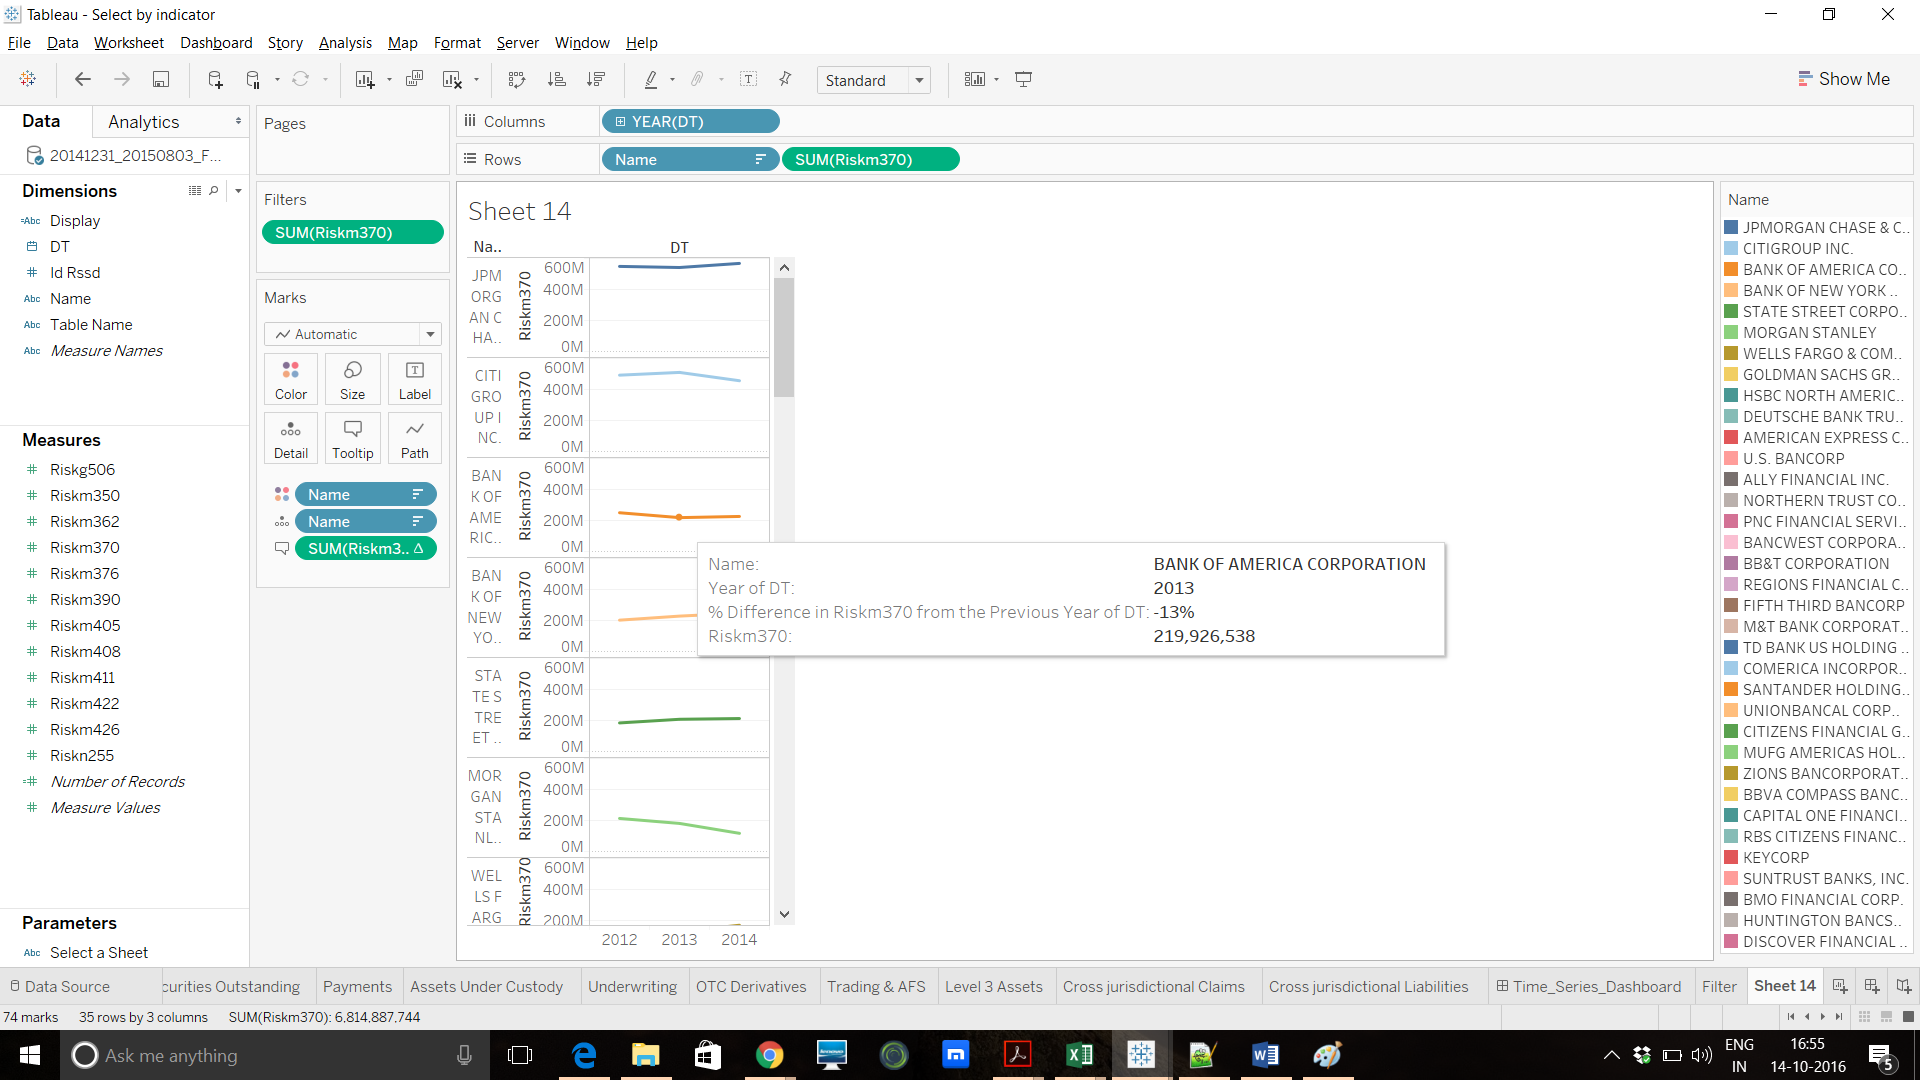 Tableau - Select by indicator
File Data Worksheet Dashboard Story Analysis Map Format Server Window Help
Standard
Show Me
Data
Analytics
20141231_20150803_F...
Dimensions
=Abc Display
DT
# Id Rssd
Abc Name
Abc Table Name
Abc Measure Names
Measures
# Riskg506
# Riskm350
# Riskm362
# Riskm370
# Riskm376
# Riskm390
# Riskm405
# Riskm408
# Riskm411
# Riskm422
# Riskm426
# Riskn255
=# Number of Records
# Measure Values
Parameters
Abc Select a Sheet
Pages
Filters
SUM(Riskm370)
Marks
Automatic
Color Size Label
Detail Tooltip Path
Name
Name
SUM(Riskm3.. Δ
Columns YEAR(DT)
Rows Name SUM(Riskm370)
Sheet 14
Na.. DT
JPM
ORG
AN C
HA..
Riskm370
600M
400M
200M
0M
CITI
GRO
UP I
NC.
Riskm370
600M
400M
200M
0M
BAN
K OF
AME
RIC..
Riskm370
600M
400M
200M
0M
BAN
K OF
NEW
YO..
Riskm370
600M
400M
200M
0M
STA
TE S
TRE
ET ..
Riskm370
600M
400M
200M
0M
MOR
GAN
STA
NL..
Riskm370
600M
400M
200M
0M
WEL
LS F
ARG
Riskm370
600M
400M
200M
2012 2013 2014
Name: BANK OF AMERICA CORPORATION
Year of DT: 2013
% Difference in Riskm370 from the Previous Year of DT: -13%
Riskm370: 219,926,538
Name
JPMORGAN CHASE & C..
CITIGROUP INC.
BANK OF AMERICA CO..
BANK OF NEW YORK ..
STATE STREET CORPO..
MORGAN STANLEY
WELLS FARGO & COM..
GOLDMAN SACHS GR..
HSBC NORTH AMERIC..
DEUTSCHE BANK TRU..
AMERICAN EXPRESS C..
U.S. BANCORP
ALLY FINANCIAL INC.
NORTHERN TRUST CO..
PNC FINANCIAL SERVI..
BANCWEST CORPORA..
BB&T CORPORATION
REGIONS FINANCIAL C..
FIFTH THIRD BANCORP
M&T BANK CORPORAT..
TD BANK US HOLDING ..
COMERICA INCORPOR..
SANTANDER HOLDING..
UNIONBANCAL CORP..
CITIZENS FINANCIAL G..
MUFG AMERICAS HOL..
ZIONS BANCORPORAT..
BBVA COMPASS BANC..
CAPITAL ONE FINANCI..
RBS CITIZENS FINANC..
KEYCORP
SUNTRUST BANKS, INC.
BMO FINANCIAL CORP.
HUNTINGTON BANCS..
DISCOVER FINANCIAL ..
Data Source curities Outstanding Payments Assets Under Custody Underwriting OTC Derivatives Trading & AFS Level 3 Assets Cross jurisdictional Claims Cross jurisdictional Liabilities Time_Series_Dashboard Filter Sheet 14
74 marks 35 rows by 3 columns SUM(Riskm370): 6,814,887,744
Ask me anything
ENG
IN
16:55
14-10-2016
5